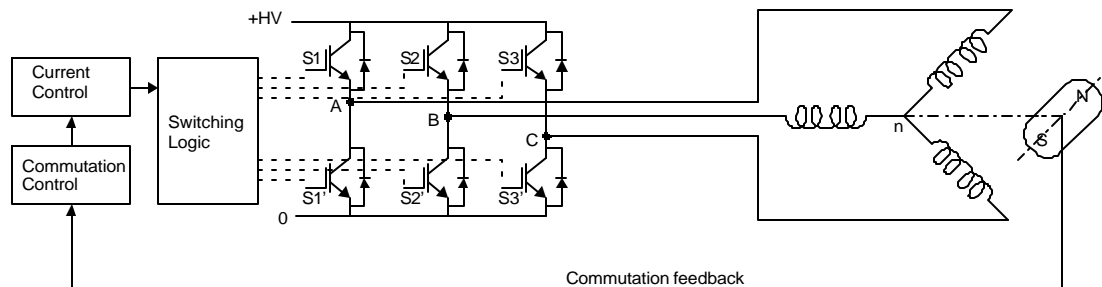 +HV
S1
S2
S3
Current
Control
Switching
Logic
A
B
C
n
N
S
Commutation
Control
S1'
S2'
S3'
0
Commutation feedback